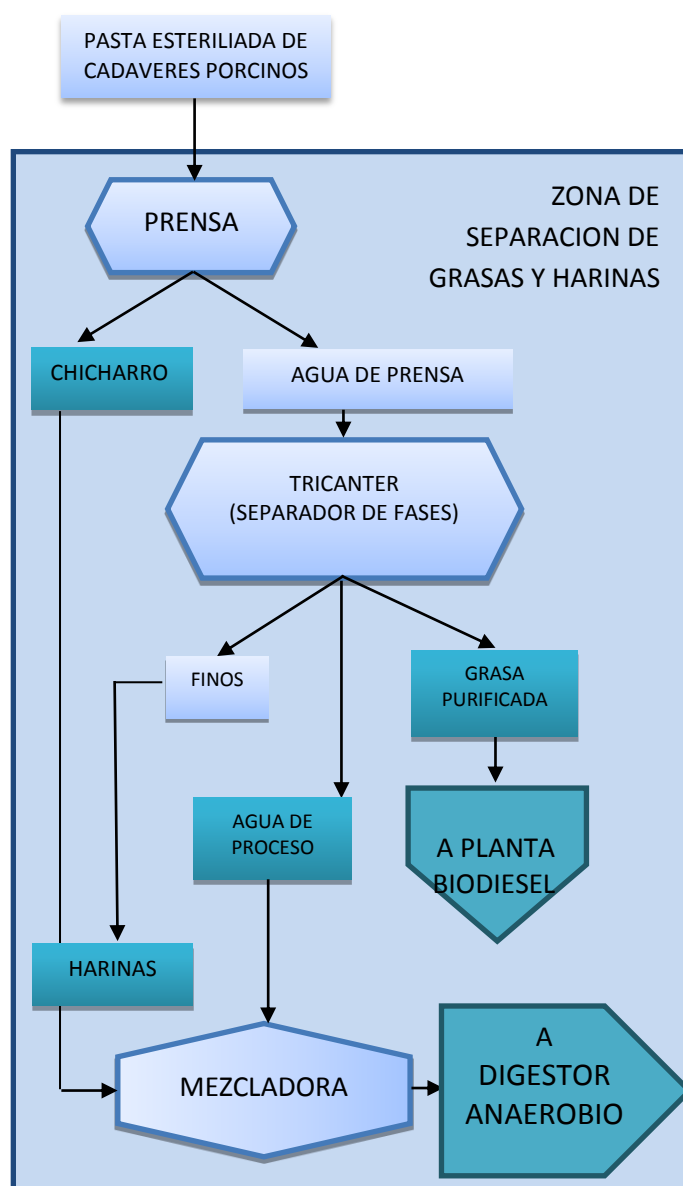 PASTA ESTERILIADA DE
CADAVERES PORCINOS
ZONA DE
SEPARACION DE
GRASAS Y HARINAS
PRENSA
CHICHARRO
AGUA DE PRENSA
TRICANTER
(SEPARADOR DE FASES)
FINOS
GRASA
PURIFICADA
AGUA DE
PROCESO
A PLANTA
BIODIESEL
HARINAS
MEZCLADORA
A
DIGESTOR
ANAEROBIO